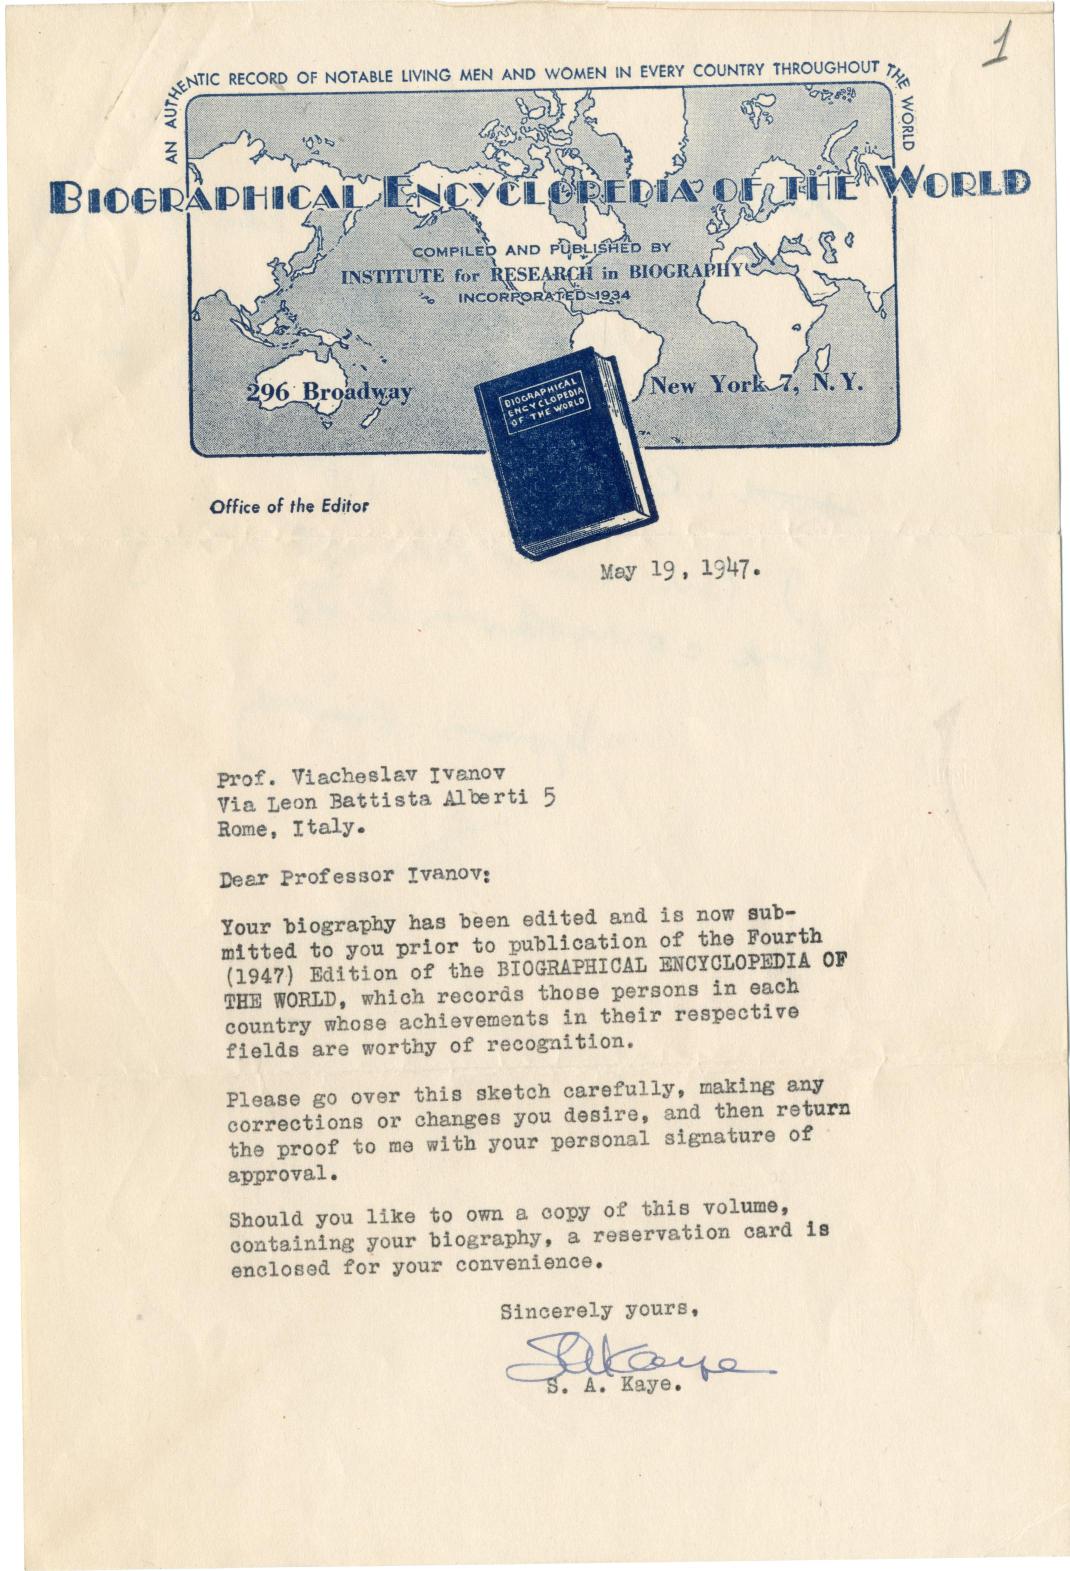 1
AN AUTHENTIC RECORD OF NOTABLE LIVING MEN AND WOMEN IN EVERY COUNTRY THROUGHOUT THE WORLD
BIOGRAPHICAL ENCYCLOPEDIA OF THE WORLD
COMPILED AND PUBLISHED BY
INSTITUTE for RESEARCH in BIOGRAPHY
INCORPORATED 1934
296 Broadway
New York 7, N. Y.
BIOGRAPHICAL
ENCYCLOPEDIA
OF THE WORLD
Office of the Editor
May 19, 1947.
Prof. Viacheslav Ivanov
Via Leon Battista Alberti 5
Rome, Italy.
Dear Professor Ivanov:
Your biography has been edited and is now sub-
mitted to you prior to publication of the Fourth
(1947) Edition of the BIOGRAPHICAL ENCYCLOPEDIA OF
THE WORLD, which records those persons in each
country whose achievements in their respective
fields are worthy of recognition.
Please go over this sketch carefully, making any
corrections or changes you desire, and then return
the proof to me with your personal signature of
approval.
Should you like to own a copy of this volume,
containing your biography, a reservation card is
enclosed for your convenience.
Sincerely yours,
SAKaye
S. A. Kaye.